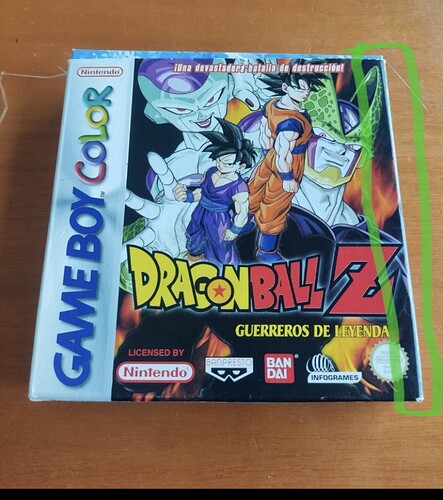 Nintendo
¡Una devastadora batalla de destrucción!
GAME BOY COLOR
TM
DRAGON BALL Z
GUERREROS DE LEYENDA
LICENSED BY
Nintendo
BANPRESTO
BAN
DAI
INFOGRAMES